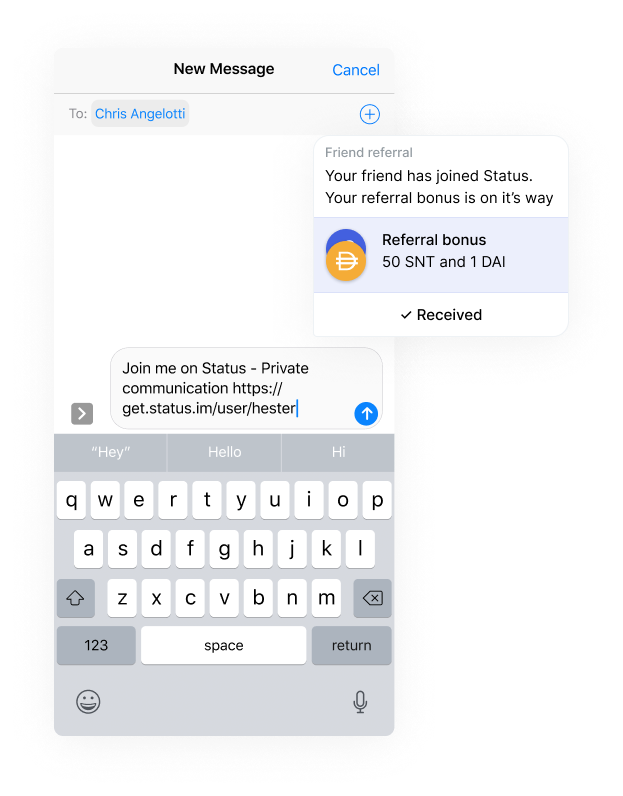 New Message
Cancel
To: Chris Angelotti
Friend referral
Your friend has joined Status.
Your referral bonus is on it’s way
Referral bonus
50 SNT and 1 DAI
✓ Received
Join me on Status - Private
communication https://
get.status.im/user/hester
“Hey” Hello Hi
q w e r t y u i o p
a s d f g h j k l
z x c v b n m
123 space return